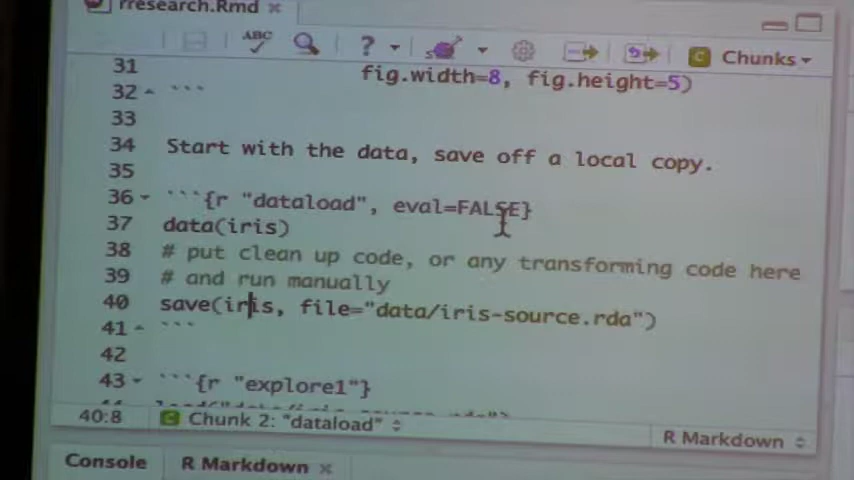 rresearch.Rmd ×
ABC ? Chunks
31 fig.width=8, fig.height=5)
32 ```
33
34 Start with the data, save off a local copy.
35
36 ```{r "dataload", eval=FALSE}
37 data(iris)
38 # put clean up code, or any transforming code here
39 # and run manually
40 save(iris, file="data/iris-source.rda")
41 ```
42
43 ```{r "explore1"}
40:8 C Chunk 2: "dataload" R Markdown
Console R Markdown ×